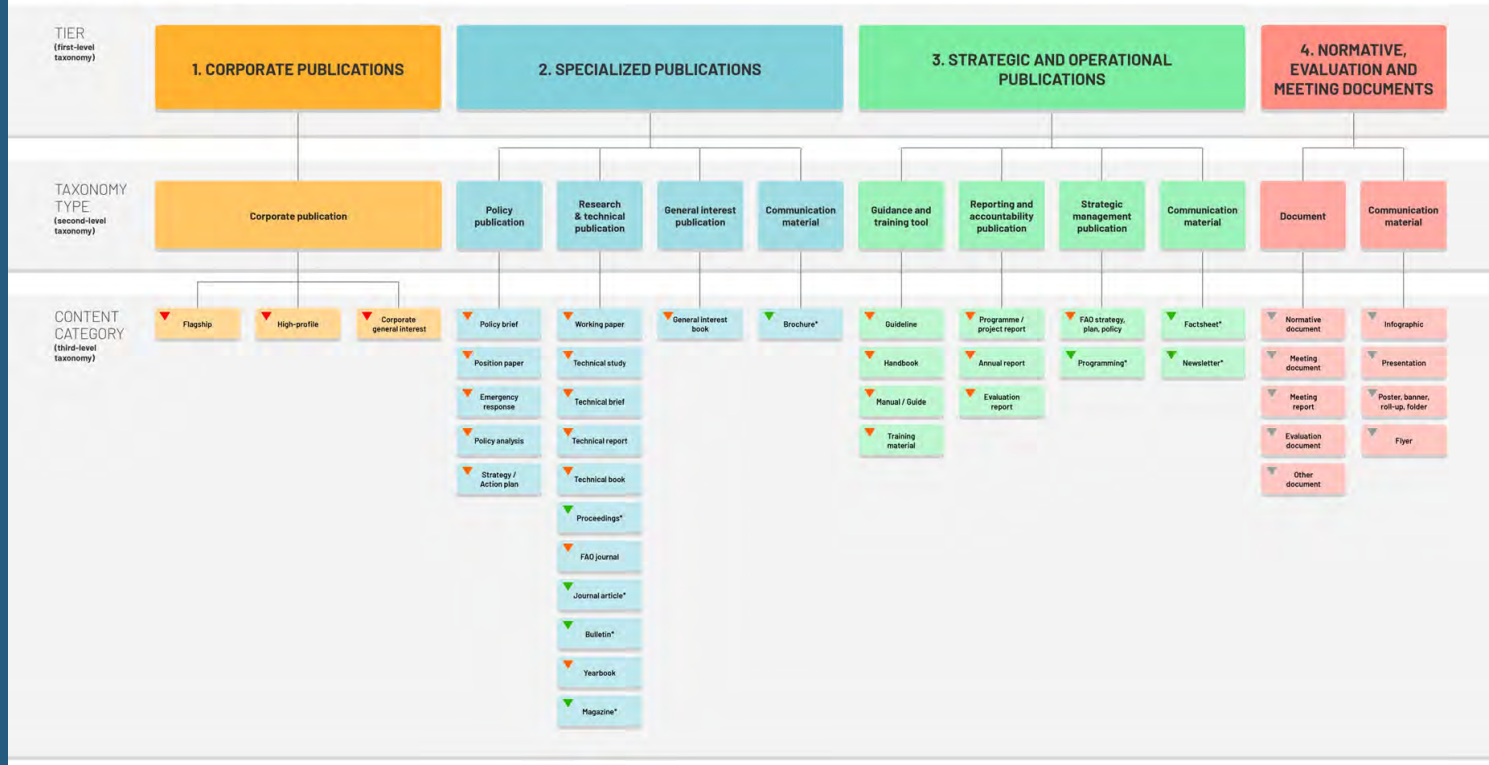 TIER
(first-level
taxonomy)
1. CORPORATE PUBLICATIONS
2. SPECIALIZED PUBLICATIONS
3. STRATEGIC AND OPERATIONAL
PUBLICATIONS
4. NORMATIVE,
EVALUATION AND
MEETING DOCUMENTS
TAXONOMY
TYPE
(second-level
taxonomy)
Corporate publication
Policy
publication
Research
& technical
publication
General interest
publication
Communication
material
Guidance and
training tool
Reporting and
accountability
publication
Strategic
management
publication
Communication
material
Document
Communication
material
CONTENT
CATEGORY
(third-level
taxonomy)
Flagship
High-profile
Corporate
general interest
Policy brief
Position paper
Emergency
response
Policy analysis
Strategy /
Action plan
Working paper
Technical study
Technical brief
Technical report
Technical book
Proceedings*
FAO journal
Journal article*
Bulletin*
Yearbook
Magazine*
General interest
book
Brochure*
Guideline
Handbook
Manual / Guide
Training
material
Programme /
project report
Annual report
Evaluation
report
FAO strategy,
plan, policy
Programming*
Factsheet*
Newsletter*
Normative
document
Meeting
document
Meeting
report
Evaluation
document
Other
document
Infographic
Presentation
Poster, banner,
roll-up, folder
Flyer